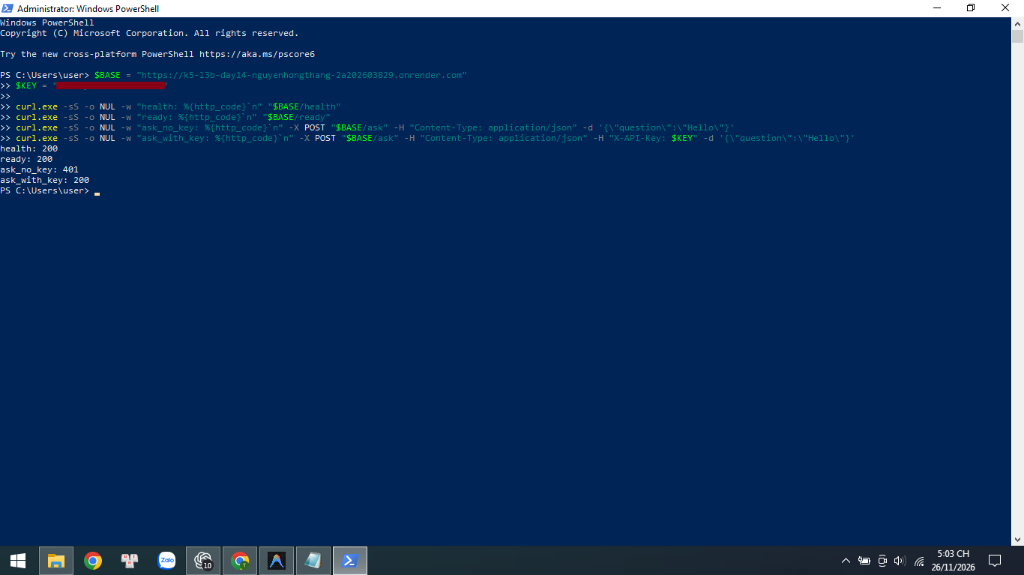 Administrator: Windows PowerShell
Windows PowerShell
Copyright (C) Microsoft Corporation. All rights reserved.
Try the new cross-platform PowerShell https://aka.ms/pscore6
PS C:\Users\user> $BASE = "https://k5-13b-day14-nguyenhongthang-2a202603829.onrender.com"
>> $KEY = "
>>
>> curl.exe -sS -o NUL -w "health: %{http_code}`n" "$BASE/health"
>> curl.exe -sS -o NUL -w "ready: %{http_code}`n" "$BASE/ready"
>> curl.exe -sS -o NUL -w "ask_no_key: %{http_code}`n" -X POST "$BASE/ask" -H "Content-Type: application/json" -d '{\"question\":\"Hello\"}'
>> curl.exe -sS -o NUL -w "ask_with_key: %{http_code}`n" -X POST "$BASE/ask" -H "Content-Type: application/json" -H "X-API-Key: $KEY" -d '{\"question\":\"Hello\"}'
health: 200
ready: 200
ask_no_key: 401
ask_with_key: 200
PS C:\Users\user>
Zalo
10
5:03 CH
26/11/2026